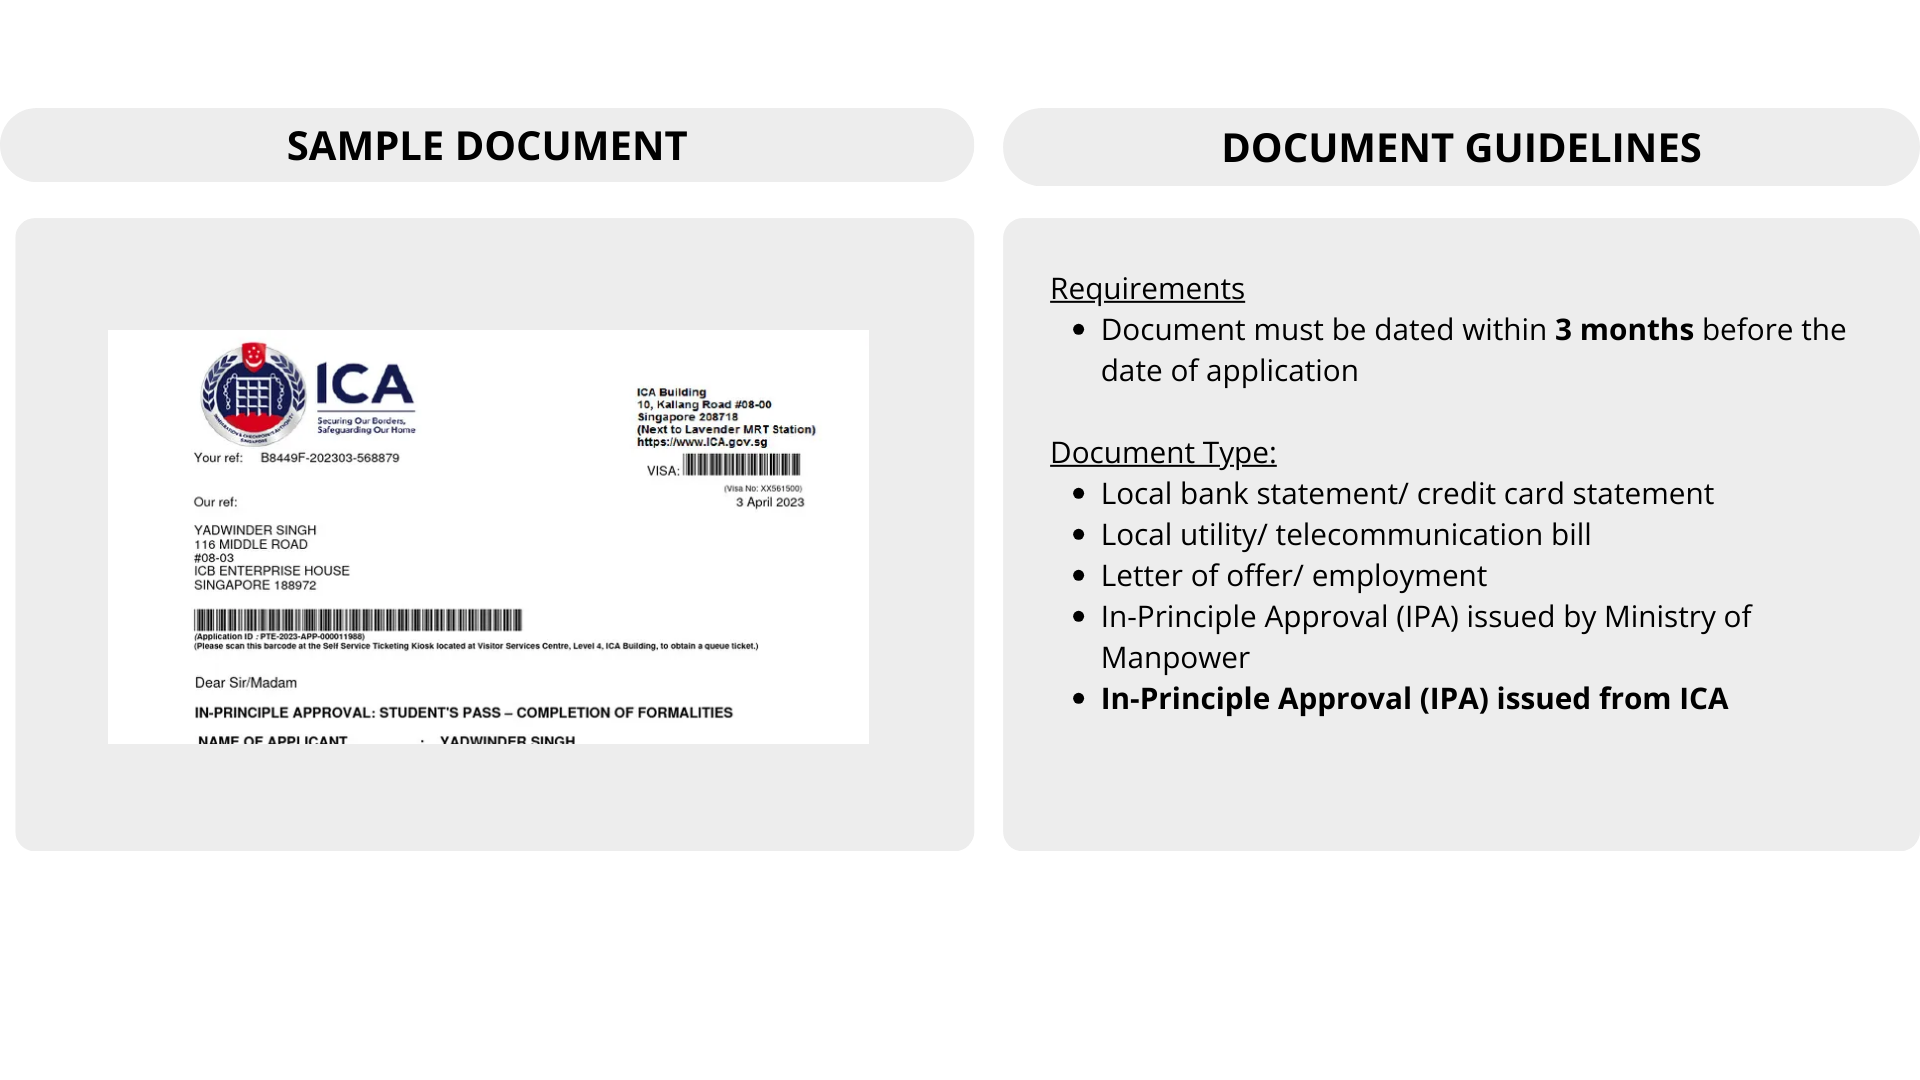 SAMPLE DOCUMENT
ICA
Securing Our Borders,
Safeguarding Our Home
ICA Building
10, Kallang Road #08-00
Singapore 208718
(Next to Lavender MRT Station)
https://www.ICA.gov.sg
Your ref: B8449F-202303-568879
VISA:
(Visa No: XX561500)
Our ref:
3 April 2023
YADWINDER SINGH
116 MIDDLE ROAD
#08-03
ICB ENTERPRISE HOUSE
SINGAPORE 188972
(Application ID : PTE-2023-APP-000011988)
(Please scan this barcode at the Self Service Ticketing Kiosk located at Visitor Services Centre, Level 4, ICA Building, to obtain a queue ticket.)
Dear Sir/Madam
IN-PRINCIPLE APPROVAL: STUDENT'S PASS – COMPLETION OF FORMALITIES
NAME OF APPLICANT : YADWINDER SINGH
DOCUMENT GUIDELINES
Requirements
• Document must be dated within 3 months before the
date of application
Document Type:
• Local bank statement/ credit card statement
• Local utility/ telecommunication bill
• Letter of offer/ employment
• In-Principle Approval (IPA) issued by Ministry of
Manpower
• In-Principle Approval (IPA) issued from ICA